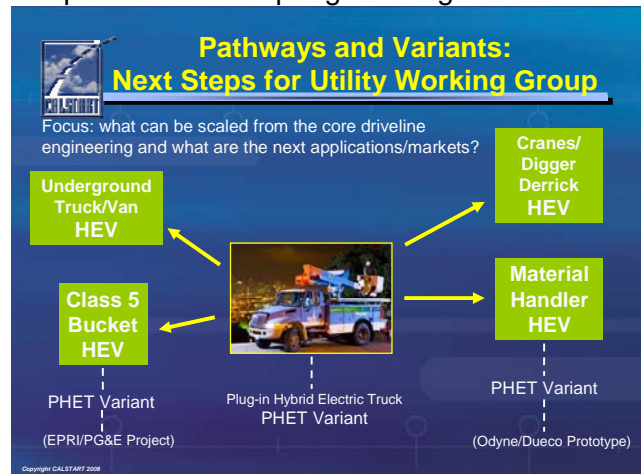 Pathways and Variants:
Next Steps for Utility Working Group
CALSTART
Focus: what can be scaled from the core driveline
engineering and what are the next applications/markets?
Underground
Truck/Van
HEV
Cranes/
Digger
Derrick
HEV
Class 5
Bucket
HEV
Material
Handler
HEV
PHET Variant
(EPRI/PG&E Project)
Plug-in Hybrid Electric Truck
PHET Variant
PHET Variant
(Odyne/Dueco Prototype)
Copyright CALSTART 2008